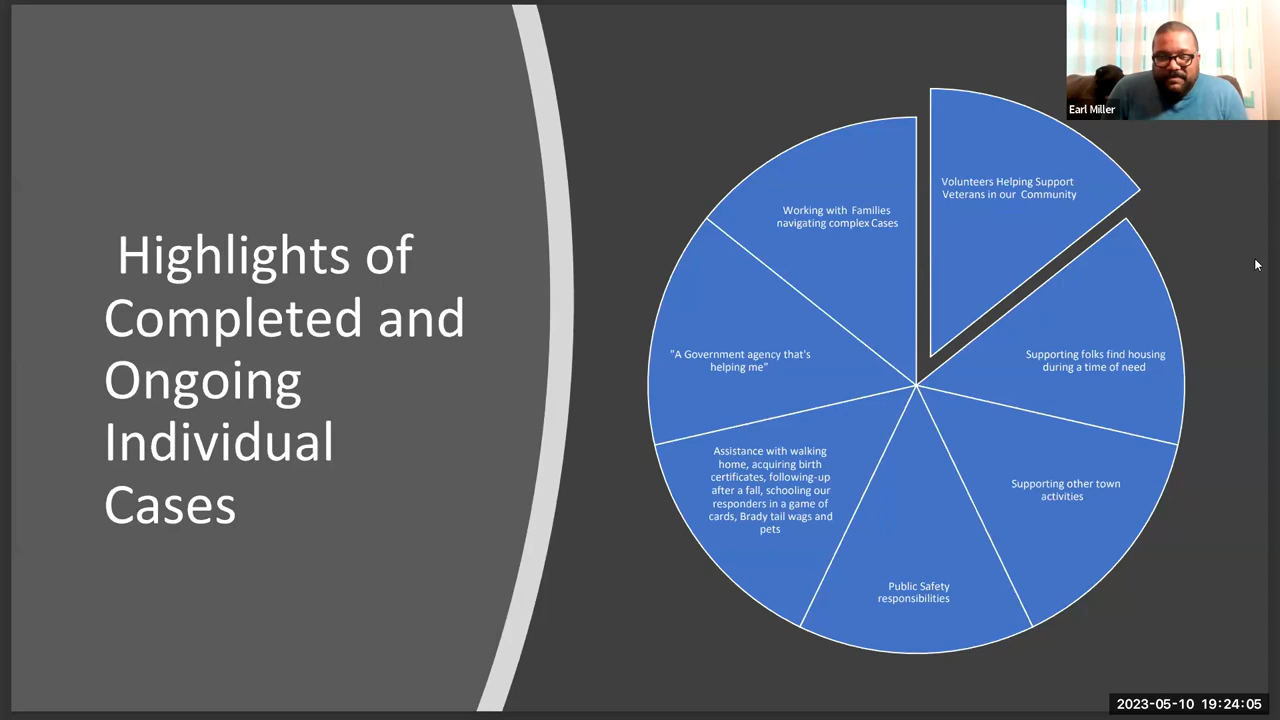 Highlights of
Completed and
Ongoing
Individual
Cases
Volunteers Helping Support
Veterans in our Community
Supporting folks find housing
during a time of need
Supporting other town
activities
Public Safety
responsibilities
Assistance with walking
home, acquiring birth
certificates, following-up
after a fall, schooling our
responders in a game of
cards, Brady tail wags and
pets
"A Government agency that's
helping me"
Working with Families
navigating complex Cases
Earl Miller
2023-05-10 19:24:05